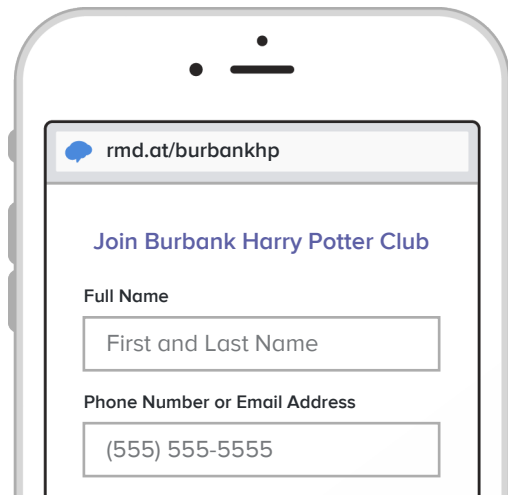 rmd.at/burbankhp
Join Burbank Harry Potter Club
Full Name
First and Last Name
Phone Number or Email Address
(555) 555-5555